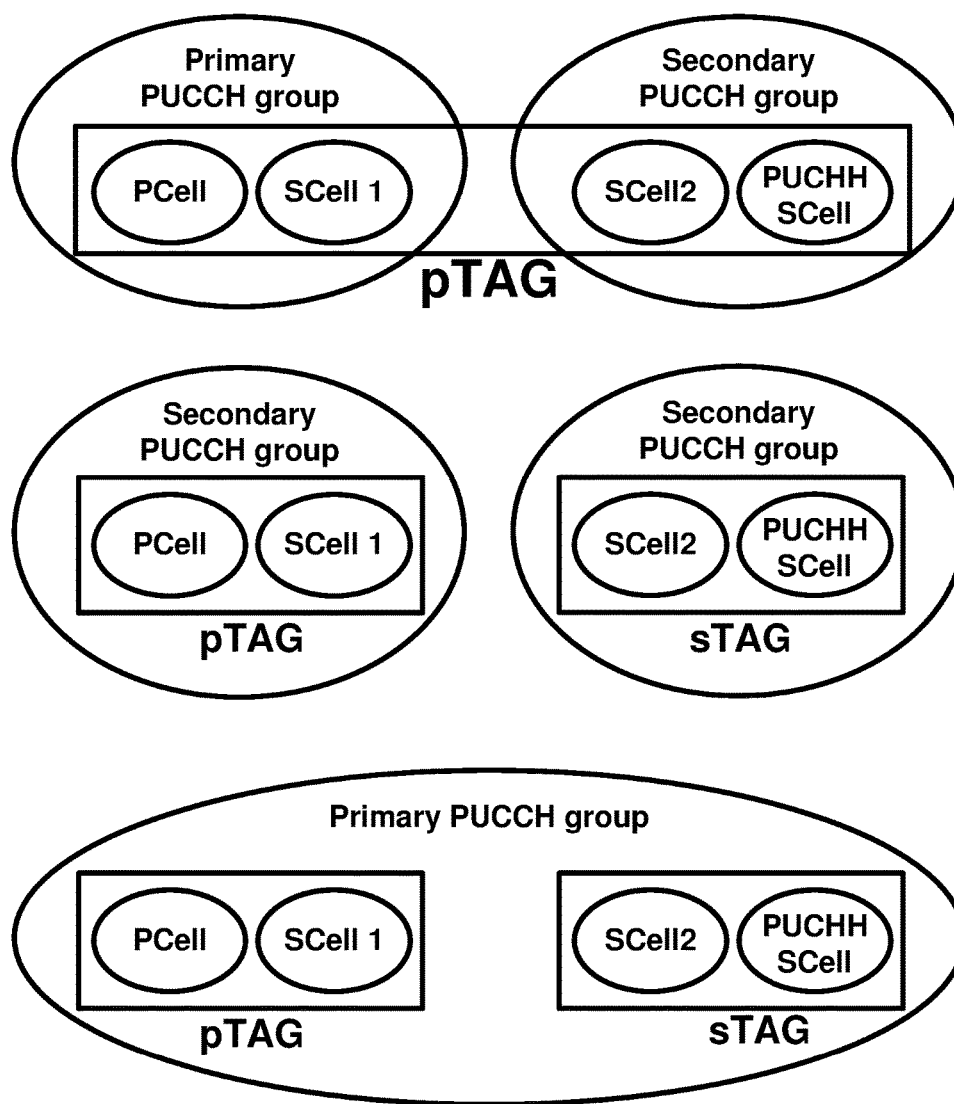 Primary
PUCCH group
Secondary
PUCCH group
PCell
SCell 1
SCell2
PUCHH
SCell
pTAG
Secondary
PUCCH group
Secondary
PUCCH group
PCell
SCell 1
SCell2
PUCHH
SCell
pTAG
sTAG
Primary PUCCH group
PCell
SCell 1
SCell2
PUCHH
SCell
pTAG
sTAG